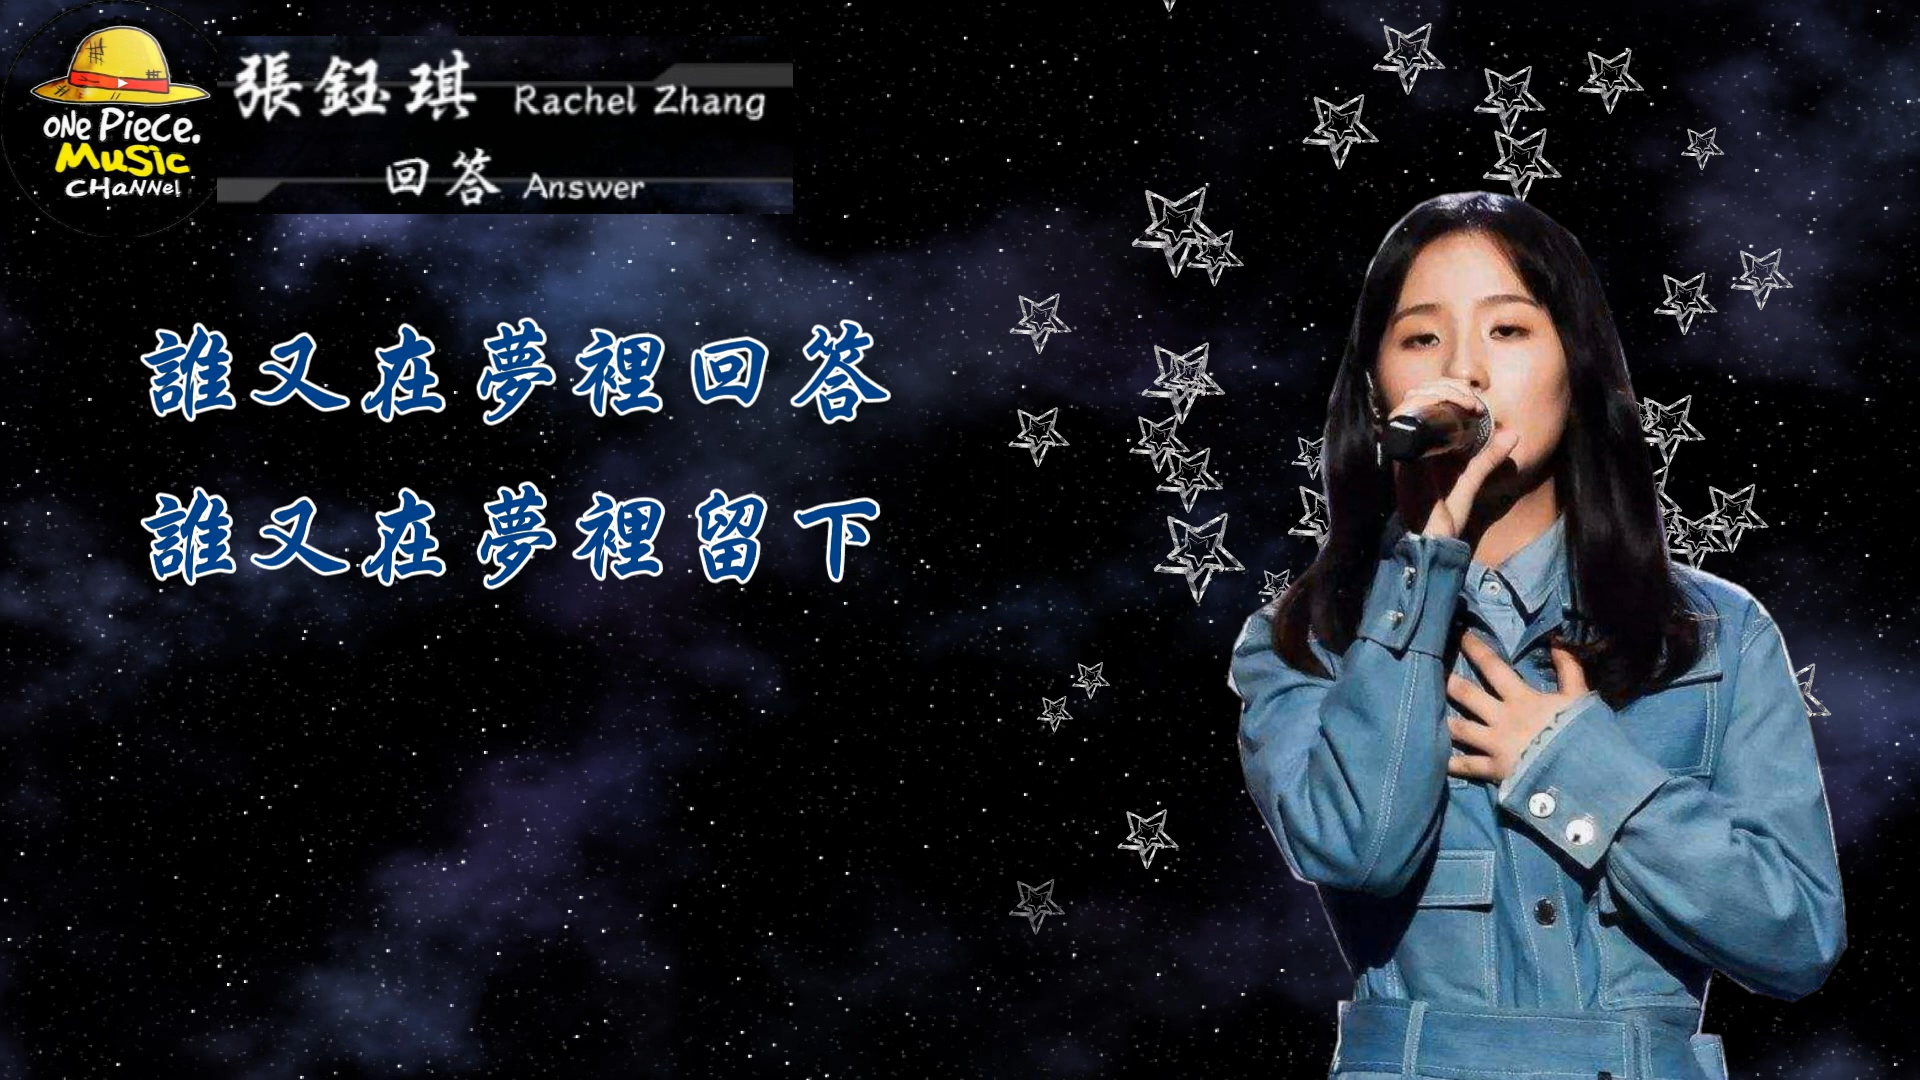 ONE PIECE.
MUSIC
CHANNEL
張鈺琪 Rachel Zhang
回答 Answer
誰又在夢裡回答
誰又在夢裡留下